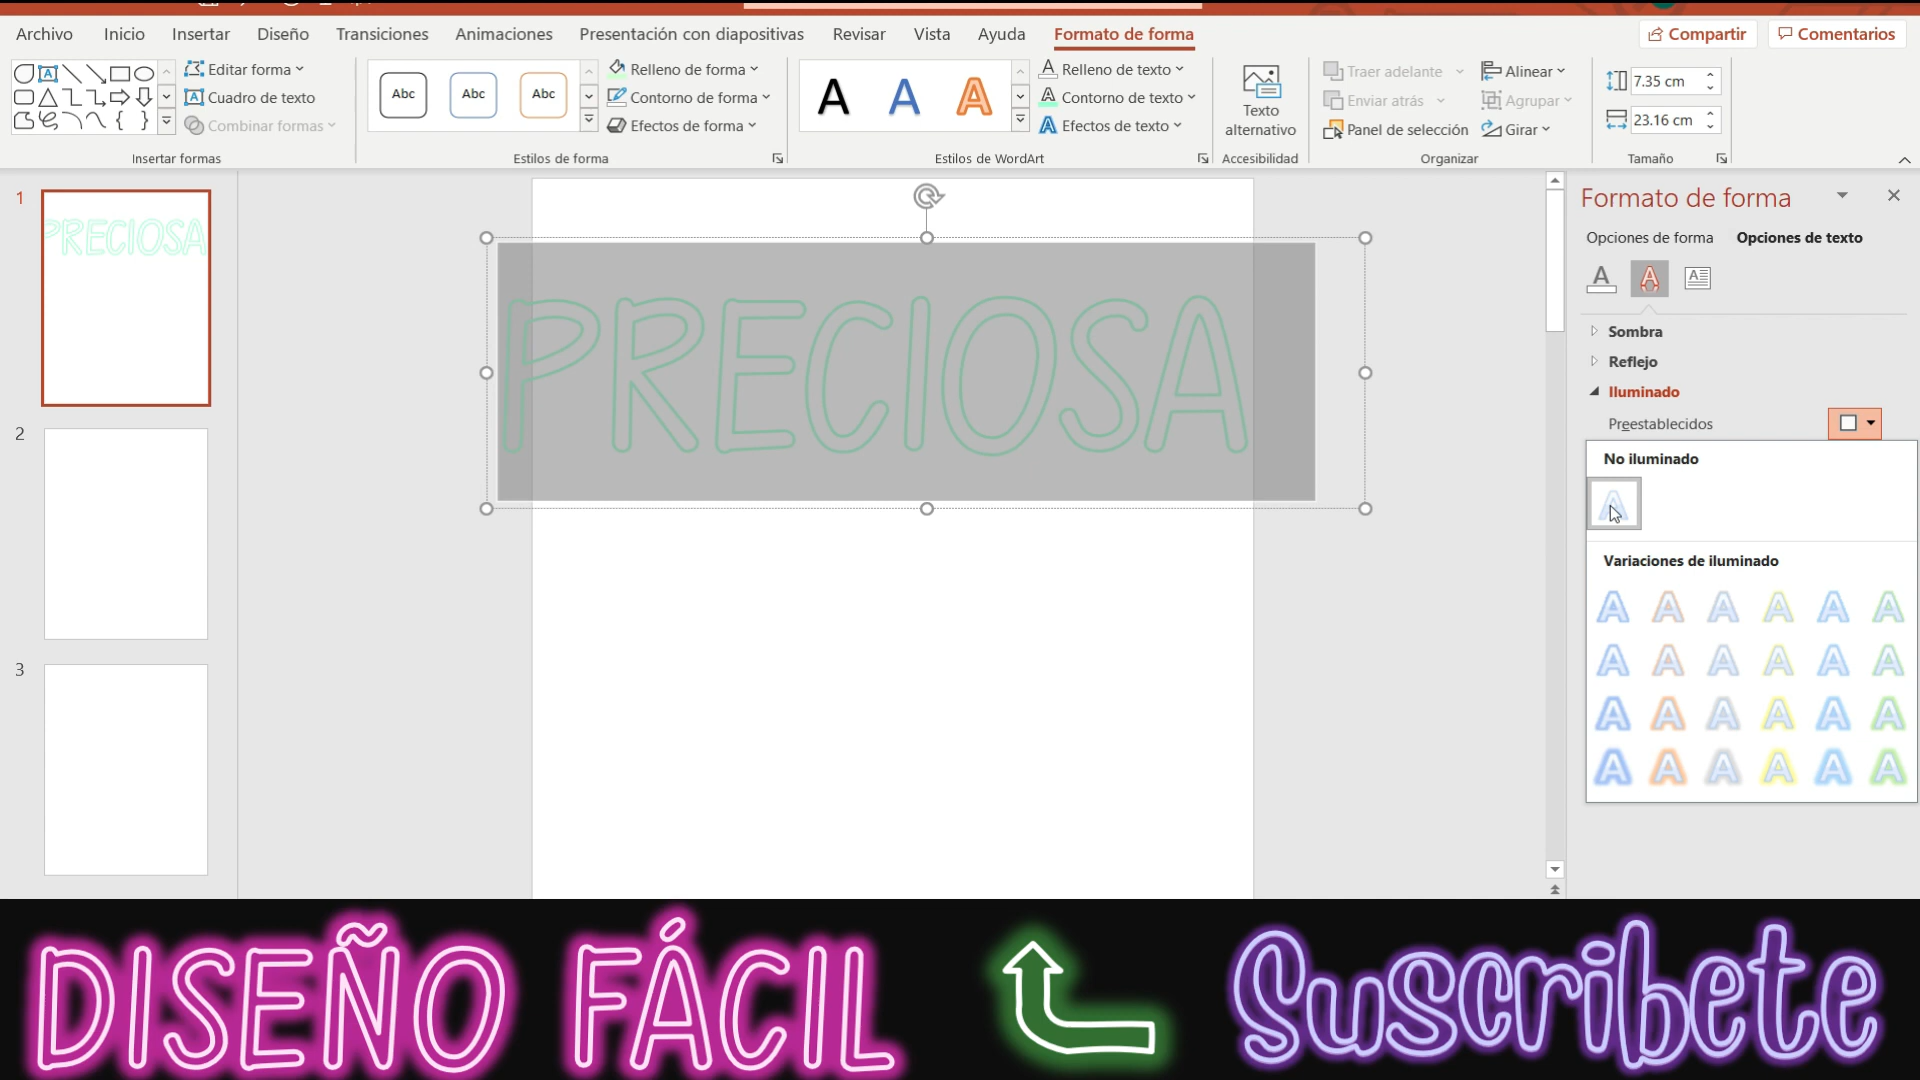 Archivo Inicio Insertar Diseño Transiciones Animaciones Presentación con diapositivas Revisar Vista Ayuda Formato de forma Compartir Comentarios
Editar forma
Cuadro de texto
Combinar formas
Insertar formas
Abc Abc Abc
Relleno de forma
Contorno de forma
Efectos de forma
Estilos de forma
A A A
Relleno de texto
Contorno de texto
Efectos de texto
Estilos de WordArt
Texto
alternativo
Accesibilidad
Traer adelante
Enviar atrás
Panel de selección
Alinear
Agrupar
Girar
Organizar
7.35 cm
23.16 cm
Tamaño
1
PRECIOSA
2
3
PRECIOSA
Formato de forma
Opciones de forma Opciones de texto
Sombra
Reflejo
Iluminado
Preestablecidos
No iluminado
A
Variaciones de iluminado
A A A A A A
A A A A A A
A A A A A A
A A A A A A
DISEÑO FÁCIL Suscribete